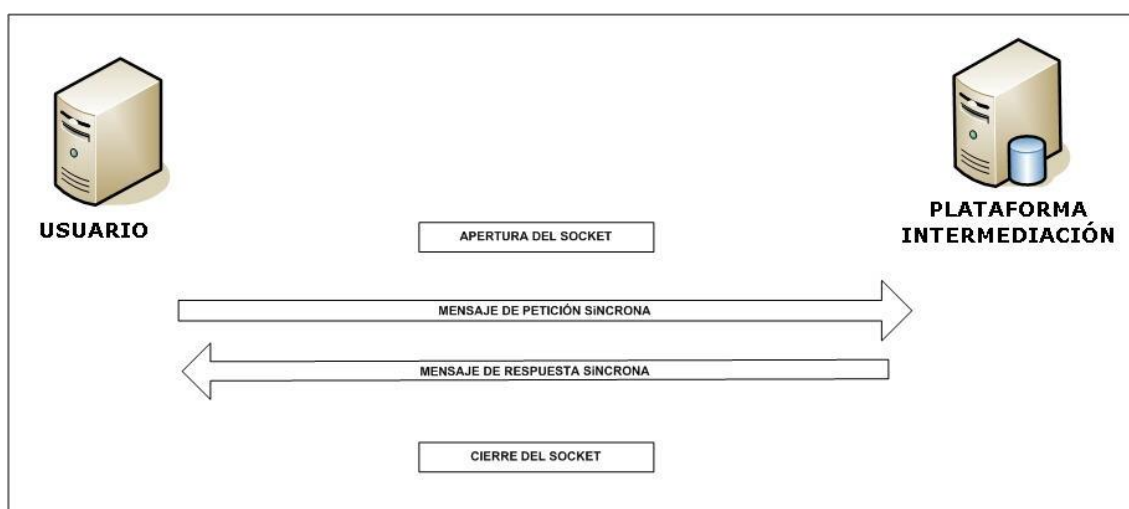 USUARIO
PLATAFORMA
INTERMEDIACIÓN
APERTURA DEL SOCKET
MENSAJE DE PETICIÓN SíNCRONA
MENSAJE DE RESPUESTA SíNCRONA
CIERRE DEL SOCKET